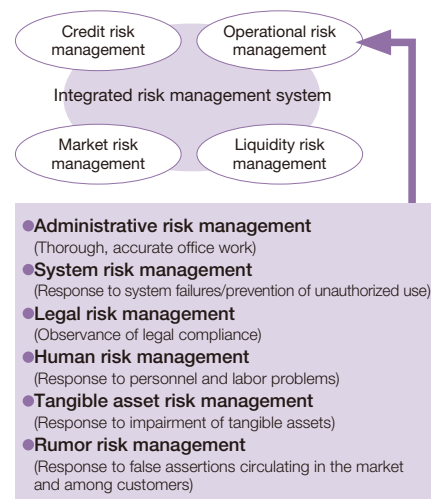 Credit risk
management
Operational risk
management
Integrated risk management system
Market risk
management
Liquidity risk
management
●Administrative risk management
(Thorough, accurate office work)
●System risk management
(Response to system failures/prevention of unauthorized use)
●Legal risk management
(Observance of legal compliance)
●Human risk management
(Response to personnel and labor problems)
●Tangible asset risk management
(Response to impairment of tangible assets)
●Rumor risk management
(Response to false assertions circulating in the market
and among customers)